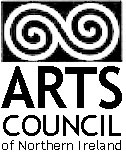 ARTS
COUNCIL
of Northern Ireland